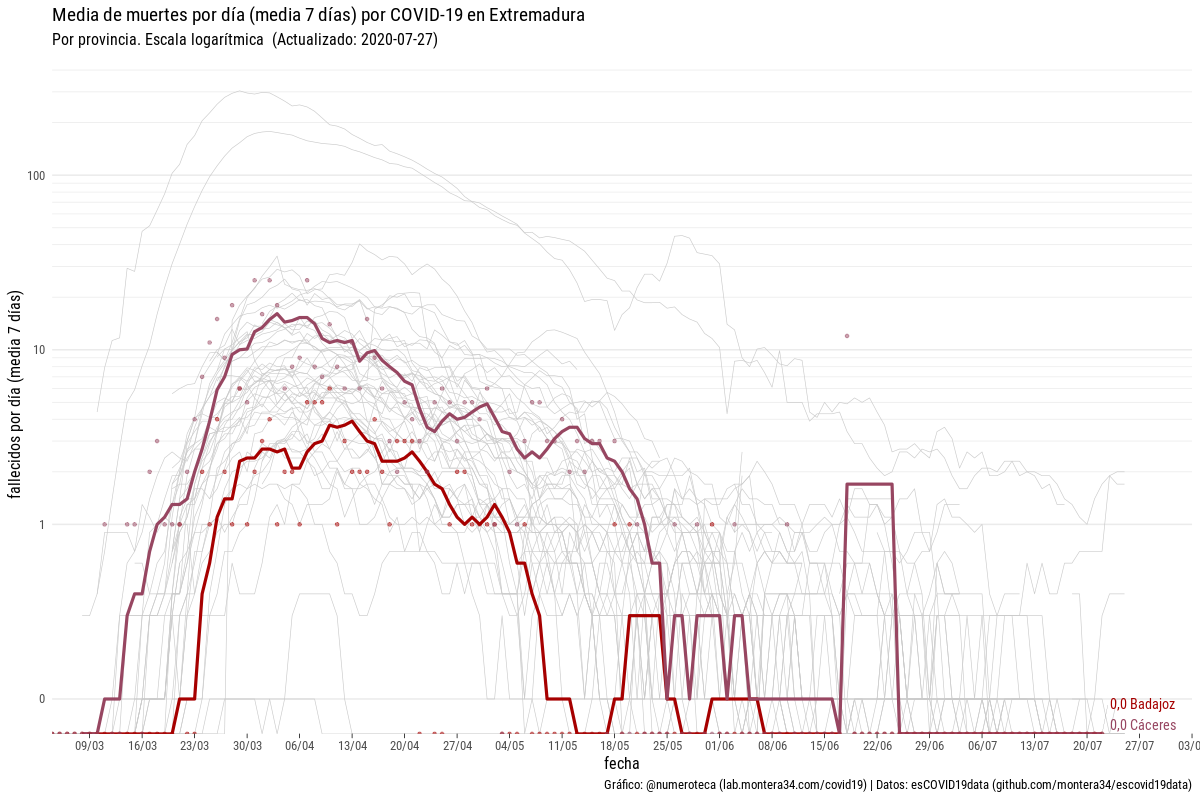 Media de muertes por día (media 7 días) por COVID-19 en Extremadura
Por provincia. Escala logarítmica  (Actualizado: 2020-07-27)
fallecidos por día (media 7 días)
100
10
1
0
0,0 Badajoz
0,0 Cáceres
09/03 16/03 23/03 30/03 06/04 13/04 20/04 27/04 04/05 11/05 18/05 25/05 01/06 08/06 15/06 22/06 29/06 06/07 13/07 20/07 27/07 03/0
fecha
Gráfico: @numeroteca (lab.montera34.com/covid19) | Datos: esCOVID19data (github.com/montera34/escovid19data)